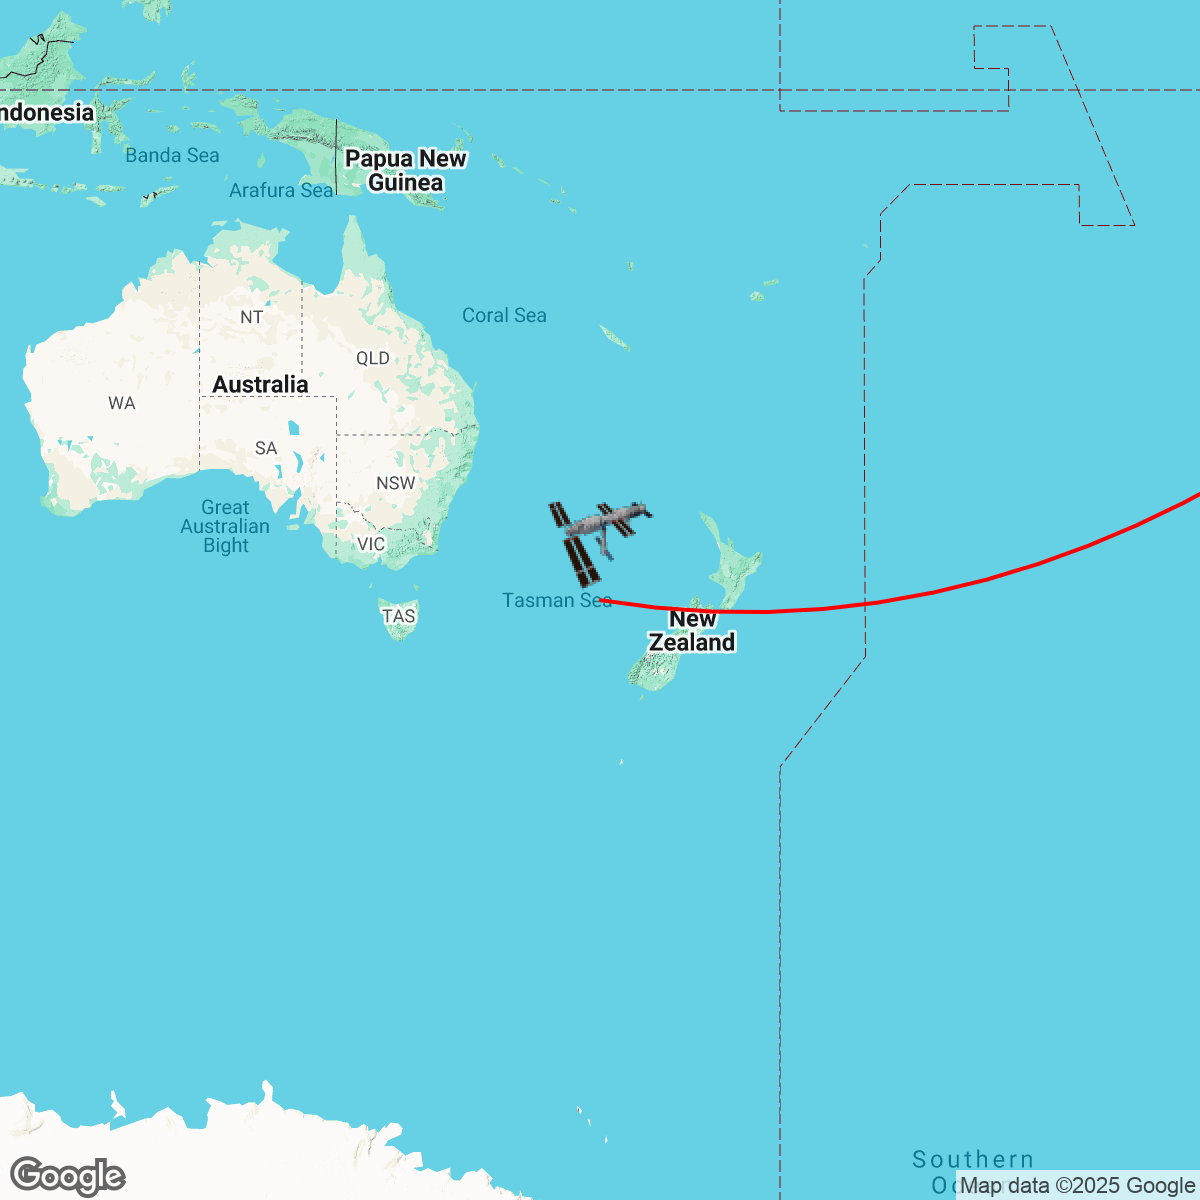 ndonesia
Banda Sea
Papua New
Guinea
Arafura Sea
NT
Coral Sea
QLD
Australia
WA
SA
NSW
Great
Australian
Bight
VIC
Tasman Sea
TAS
New
Zealand
Southern
Google
Map data ©2025 Google